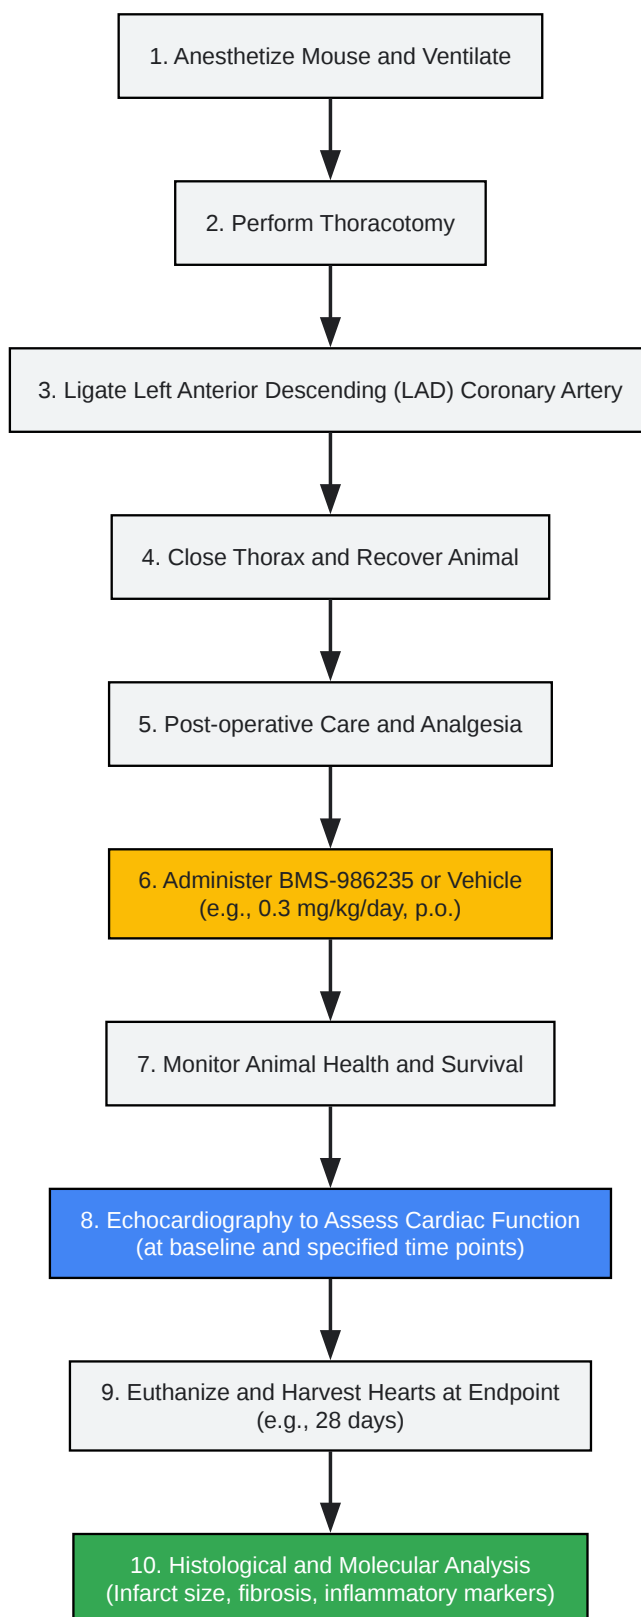 1. Anesthetize Mouse and Ventilate
2. Perform Thoracotomy
3. Ligate Left Anterior Descending (LAD) Coronary Artery
4. Close Thorax and Recover Animal
5. Post-operative Care and Analgesia
6. Administer BMS-986235 or Vehicle
(e.g., 0.3 mg/kg/day, p.o.)
7. Monitor Animal Health and Survival
8. Echocardiography to Assess Cardiac Function
(at baseline and specified time points)
9. Euthanize and Harvest Hearts at Endpoint
(e.g., 28 days)
10. Histological and Molecular Analysis
(Infarct size, fibrosis, inflammatory markers)